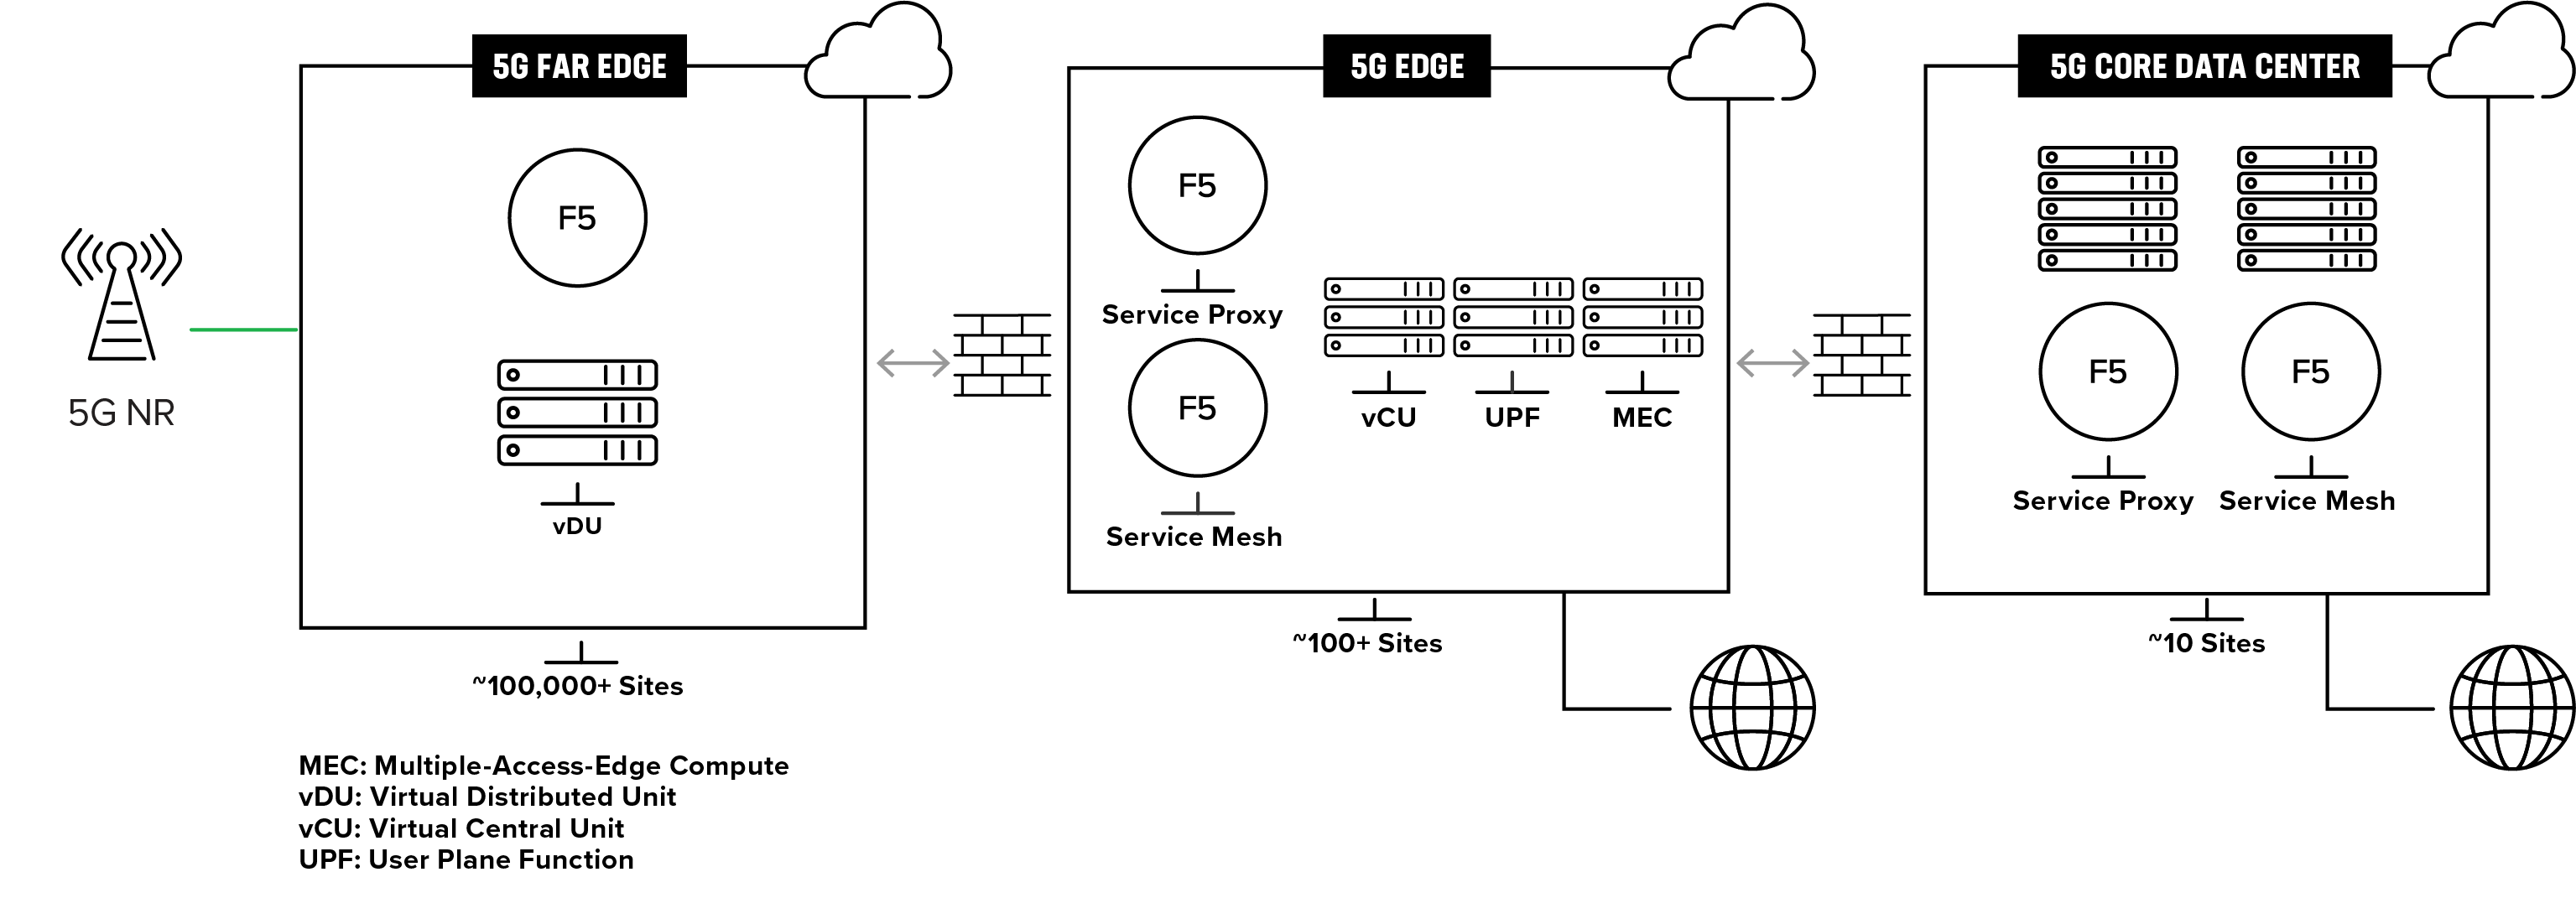 5G FAR EDGE
5G EDGE
5G CORE DATA CENTER
5G NR
F5
vDU
~100,000+ Sites
F5
Service Proxy
F5
Service Mesh
vCU
UPF
MEC
~100+ Sites
F5
Service Proxy
F5
Service Mesh
~10 Sites
MEC: Multiple-Access-Edge Compute
vDU: Virtual Distributed Unit
vCU: Virtual Central Unit
UPF: User Plane Function